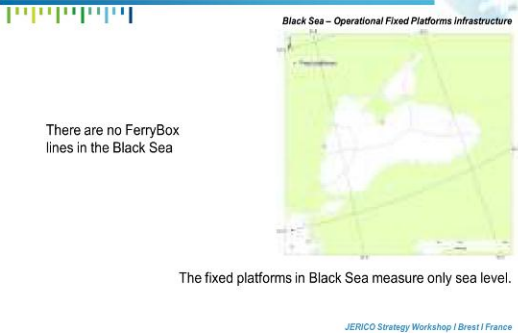 Black Sea – Operational Fixed Platforms infrastructure
There are no FerryBox
lines in the Black Sea
The fixed platforms in Black Sea measure only sea level.
JERICO Strategy Workshop I Brest I France